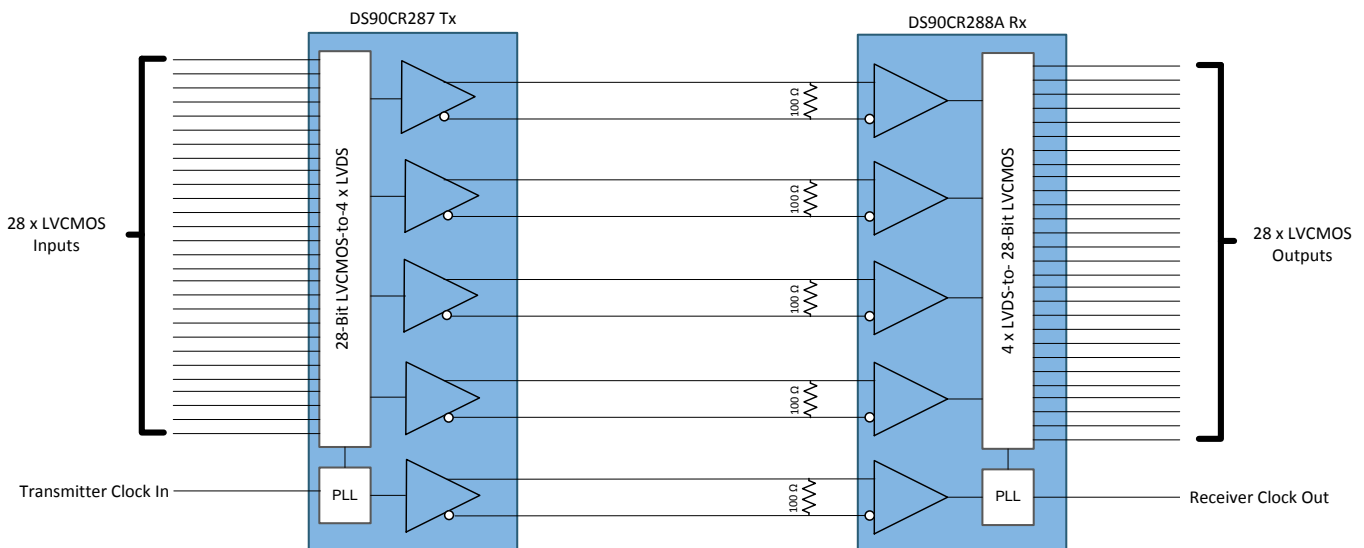 DS90CR287 Tx
DS90CR288A Rx
28 x LVCMOS
Inputs
28-Bit LVCMOS-to-4 x LVDS
100 Ω
100 Ω
100 Ω
100 Ω
100 Ω
4 x LVDS-to- 28-Bit LVCMOS
28 x LVCMOS
Outputs
Transmitter Clock In
PLL
PLL
Receiver Clock Out